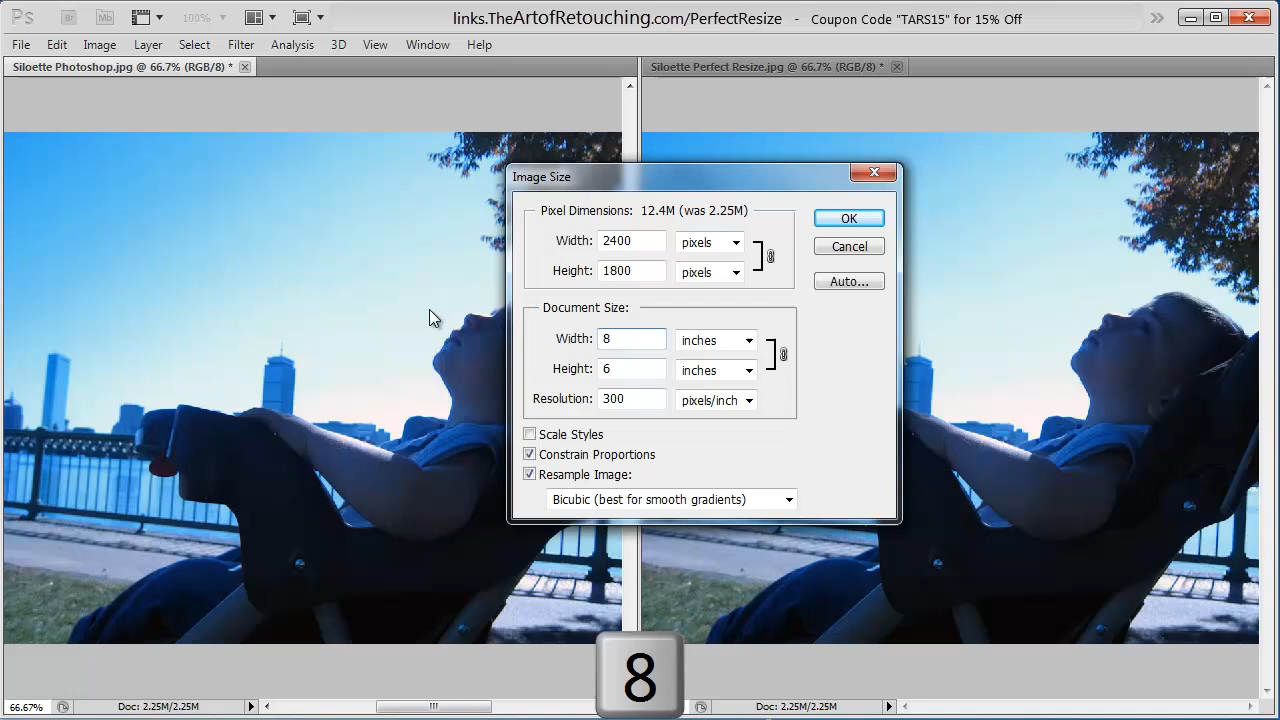 Ps Br Mb 100% links.TheArtofRetouching.com/PerfectResize - Coupon Code "TARS15" for 15% Off
File Edit Image Layer Select Filter Analysis 3D View Window Help
Siloette Photoshop.jpg @ 66.7% (RGB/8) * Siloette Perfect Resize.jpg @ 66.7% (RGB/8) *
Image Size
Pixel Dimensions: 12.4M (was 2.25M)
OK
Width: 2400 pixels
Cancel
Height: 1800 pixels
Auto...
Document Size:
Width: 8 inches
Height: 6 inches
Resolution: 300 pixels/inch
Scale Styles
Constrain Proportions
Resample Image:
Bicubic (best for smooth gradients)
8
66.67% Doc: 2.25M/2.25M Doc: 2.25M/2.25M